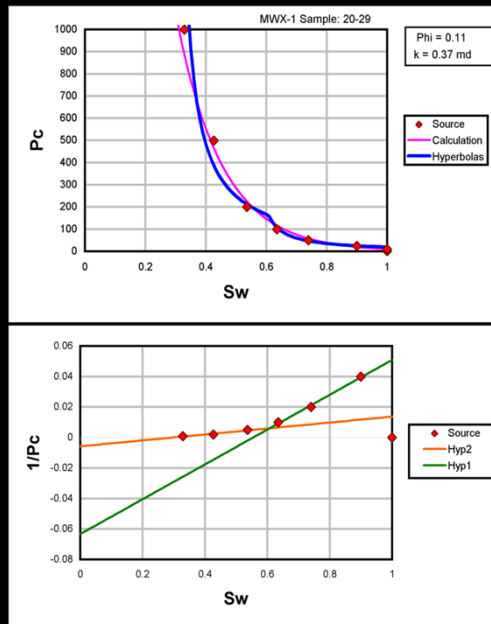 MWX-1 Sample: 20-29
Phi = 0.11
k = 0.37 md
1000
900
800
700
600
500
400
300
200
100
0
Pc
0
0.2
0.4
0.6
0.8
1
Sw
Source
Calculation
Hyperbolas
0.06
0.04
0.02
0
-0.02
-0.04
-0.06
-0.08
1/Pc
0
0.2
0.4
0.6
0.8
1
Sw
Source
Hyp2
Hyp1